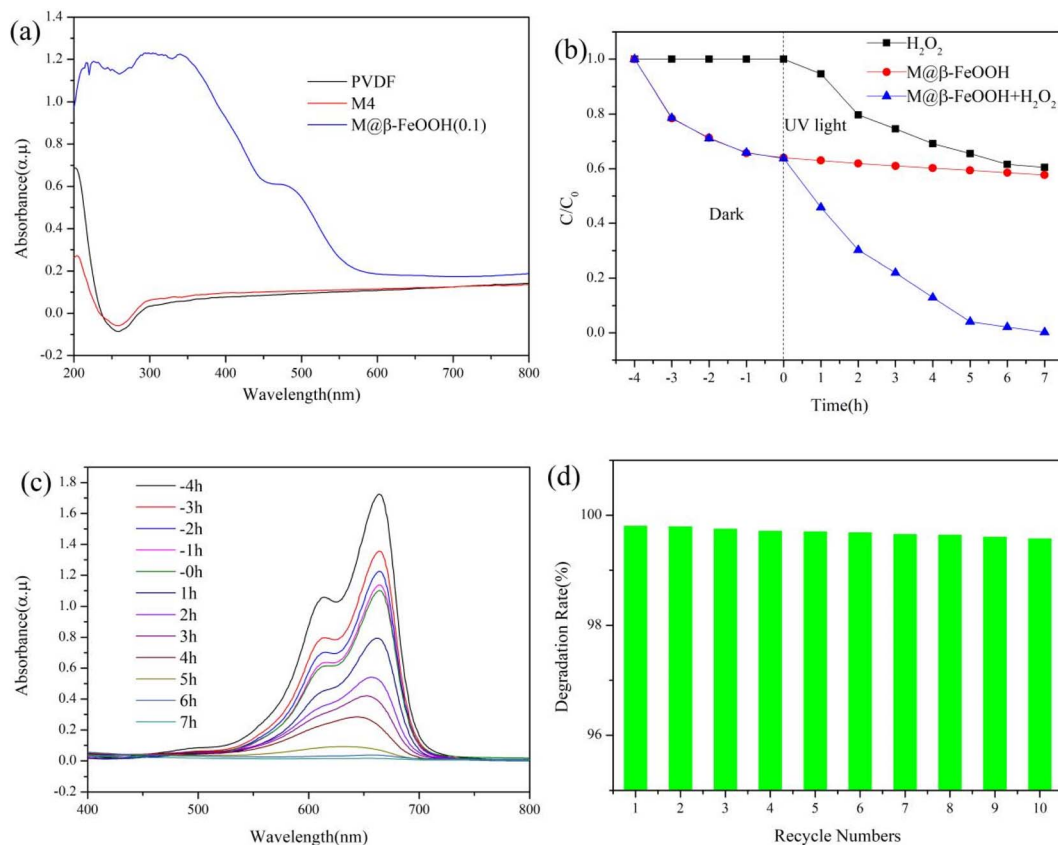 (a)
1.4
1.2
1.0
0.8
0.6
0.4
0.2
0.0
-0.2
Absorbance(α.μ)
PVDF
M4
M@β-FeOOH(0.1)
200 300 400 500 600 700 800
Wavelength(nm)
(b)
1.0
0.8
0.6
0.4
0.2
0.0
C/C₀
H₂O₂
M@β-FeOOH
M@β-FeOOH+H₂O₂
UV light
Dark
-4 -3 -2 -1 0 1 2 3 4 5 6 7
Time(h)
(c)
1.8
1.6
1.4
1.2
1.0
0.8
0.6
0.4
0.2
0.0
-0.2
Absorbance(α.μ)
-4h
-3h
-2h
-1h
-0h
1h
2h
3h
4h
5h
6h
7h
400 500 600 700 800
Wavelength(nm)
(d)
100
98
96
Degradation Rate(%)
1 2 3 4 5 6 7 8 9 10
Recycle Numbers